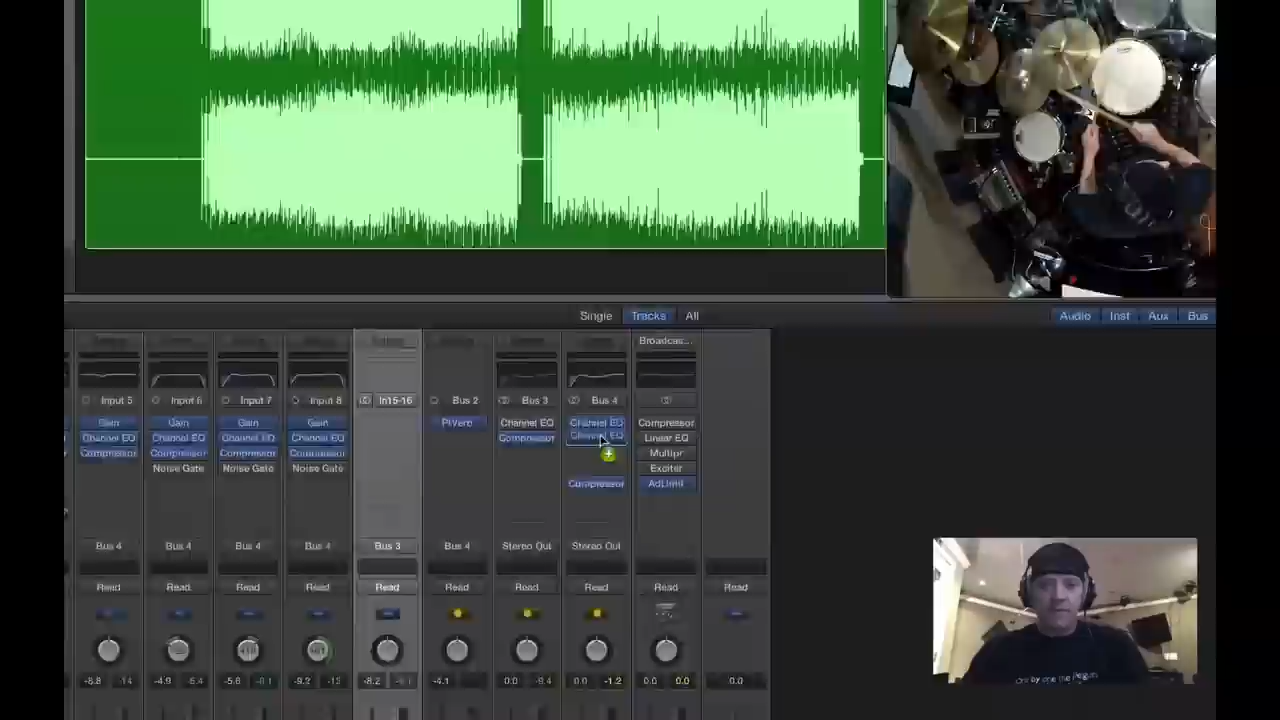 Single Tracks All
Audio Inst Aux Bus
Broadcas...
Input 5 Input 6 Input 7 Input 8 In15-16 Bus 2 Bus 3 Bus 4
Gain Gain Gain Gain PtVerb Channel EQ Channel EQ Compressor
Channel EQ Channel EQ Channel EQ Channel EQ Compressor Channel EQ Linear EQ
Compressor Compressor Compressor Compressor Multipr
Noise Gate Noise Gate Noise Gate Exciter
Compressor AdLimit
Bus 4 Bus 4 Bus 4 Bus 4 Bus 3 Bus 4 Stereo Out Stereo Out
Read Read Read Read Read Read Read Read Read Read
-8.8 -14 -4.9 -5.4 -5.6 -9.2 -8.2 -4.1 0.0 -9.4 0.0 -1.2 0.0 0.0 0.0